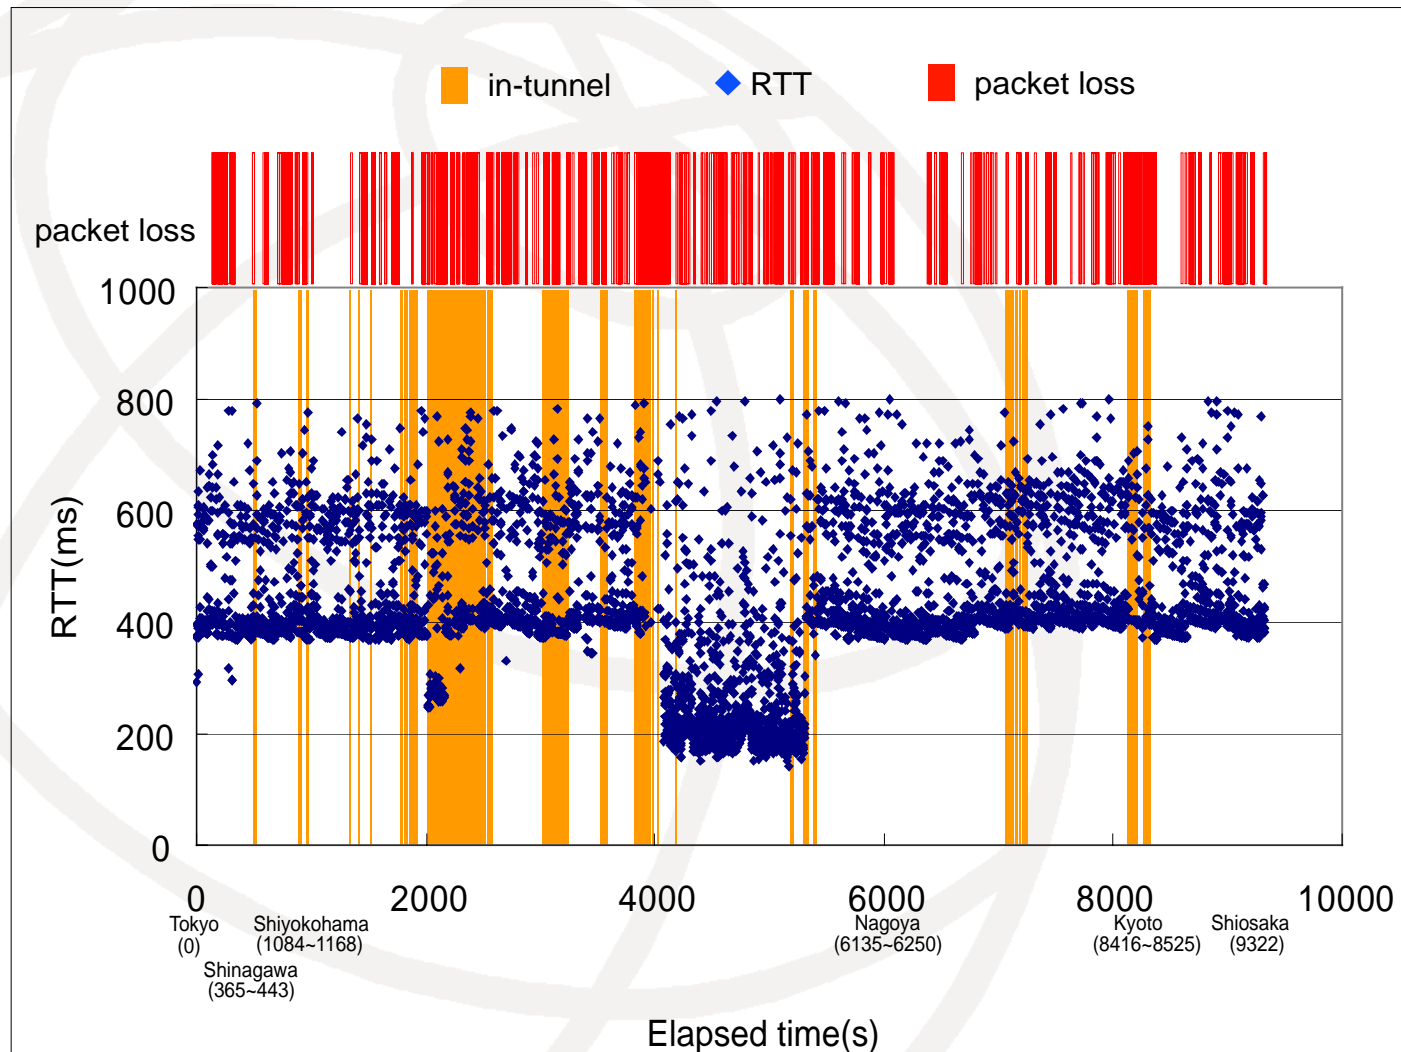 in-tunnel
RTT
packet loss
packet loss
1000
800
600
400
200
0
RTT(ms)
0
2000
4000
6000
8000
10000
Tokyo
(0)
Shinagawa
(365~443)
Shiyokohama
(1084~1168)
Nagoya
(6135~6250)
Kyoto
(8416~8525)
Shiosaka
(9322)
Elapsed time(s)